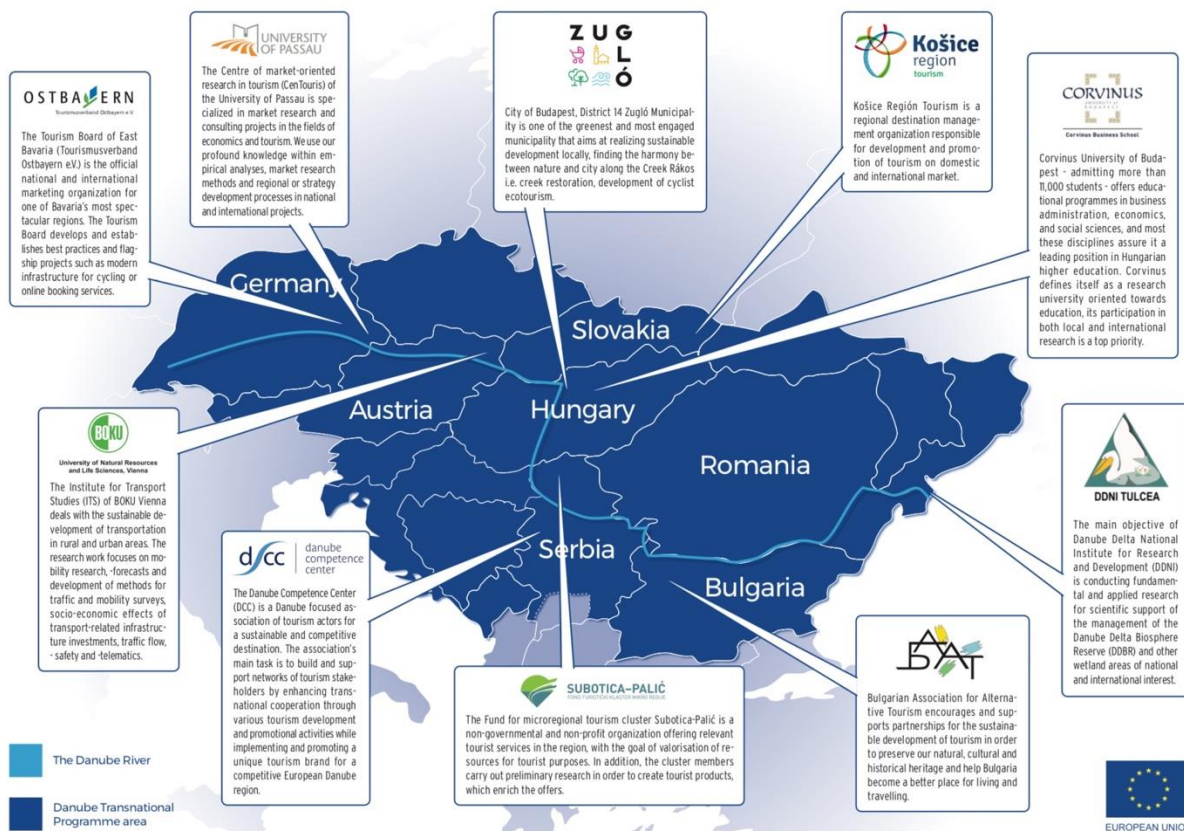 OSTBAYERN
Tourismusverband Ostbayern e.V.
The Tourism Board of East
Bavaria (Tourismusverband
Ostbayern e.V.) is the official
national and international
marketing organization for
one of Bavaria's most spec-
tacular regions. The Tourism
Board develops and estab-
lishes best practices and flag-
ship projects such as modern
infrastructure for cycling or
online booking services.
UNIVERSITY
OF PASSAU
The Centre of market-oriented
research in tourism (CenTouris) of
the University of Passau is spe-
cialized in market research and
consulting projects in the fields of
economics and tourism. We use our
profound knowledge within em-
pirical analyses, market research
methods and regional or strategy
development processes in national
and international projects.
ZUG
L
Ó
City of Budapest, District 14 Zugló Municipal-
ity is one of the greenest and most engaged
municipality that aims at realizing sustainable
development locally, finding the harmony be-
tween nature and city along the Creek Rákos
i.e. creek restoration, development of cyclist
ecotourism.
Košice
region
tourism
Košice Región Tourism is a
regional destination manage-
ment organization responsible
for development and promo-
tion of tourism on domestic
and international market.
CORVINUS
UNIVERSITY of
BUDAPEST
Corvinus Business School
Corvinus University of Buda-
pest - admitting more than
11,000 students - offers educa-
tional programmes in business
administration, economics,
and social sciences, and most
these disciplines assure it a
leading position in Hungarian
higher education. Corvinus
defines itself as a research
university oriented towards
education, its participation in
both local and international
research is a top priority.
Germany
Slovakia
Austria
Hungary
Romania
Serbia
Bulgaria
BOKU
University of Natural Resources
and Life Sciences, Vienna
The Institute for Transport
Studies (ITS) of BOKU Vienna
deals with the sustainable de-
velopment of transportation
in rural and urban areas. The
research work focuses on mo-
bility research, -forecasts and
development of methods for
traffic and mobility surveys,
socio-economic effects of
transport-related infrastruc-
ture investments, traffic flow,
- safety and -telematics.
dcc
danube
competence
center
The Danube Competence Center
(DCC) is a Danube focused as-
sociation of tourism actors for
a sustainable and competitive
destination. The association's
main task is to build and sup-
port networks of tourism stake-
holders by enhancing trans-
national cooperation through
various tourism development
and promotional activities while
implementing and promoting a
unique tourism brand for a
competitive European Danube
region.
SUBOTICA-PALIĆ
FOND TURISTIČKI KLASTER MIKRO REGIJE
The Fund for microregional tourism cluster Subotica-Palić is a
non-governmental and non-profit organization offering relevant
tourist services in the region, with the goal of valorisation of re-
sources for tourist purposes. In addition, the cluster members
carry out preliminary research in order to create tourist products,
which enrich the offers.
БААТ
Bulgarian Association for Alterna-
tive Tourism encourages and sup-
ports partnerships for the sustain-
able development of tourism in order
to preserve our natural, cultural and
historical heritage and help Bulgaria
become a better place for living and
travelling.
DDNI TULCEA
The main objective of
Danube Delta National
Institute for Research
and Development (DDNI)
is conducting fundamen-
tal and applied research
for scientific support of
the management of the
Danube Delta Biosphere
Reserve (DDBR) and other
wetland areas of national
and international interest.
The Danube River
Danube Transnational
Programme area
EUROPEAN UNION